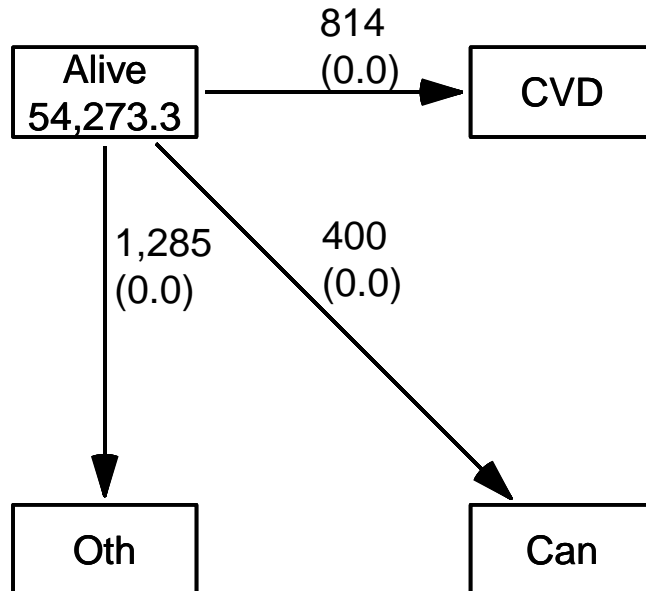 814
(0.0)
Alive
54,273.3
CVD
1,285
(0.0)
400
(0.0)
Oth
Can